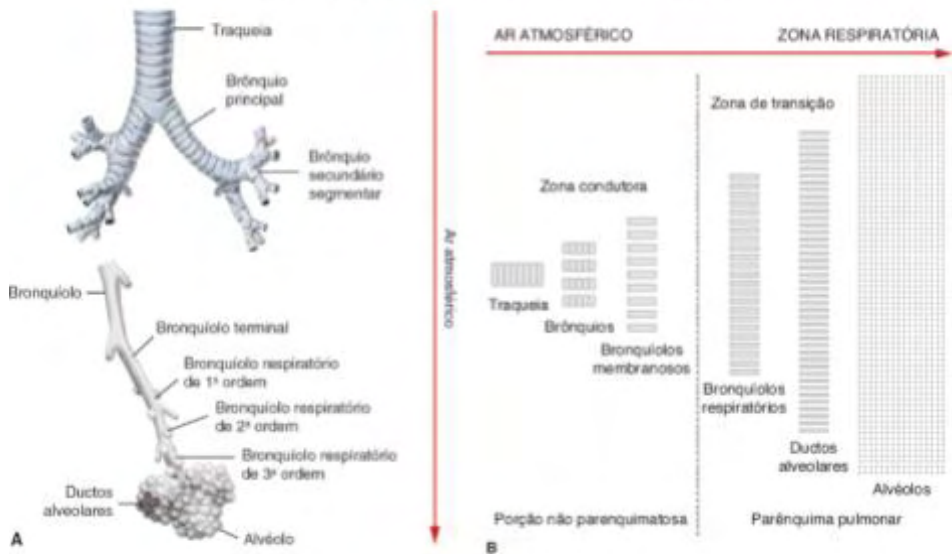 Traqueia
Brônquio
principal
Brônquio
secundário
segmentar
Bronquíolo
Bronquíolo terminal
Bronquíolo respiratório
de 1ª ordem
Bronquíolo respiratório
de 2ª ordem
Bronquíolo respiratório
de 3ª ordem
Ductos
alveolares
Alvéolo
A
Ar atmosférico
AR ATMOSFÉRICO
ZONA RESPIRATÓRIA
Zona de transição
Zona condutora
Traqueia
Brônquios
Bronquíolos
membranosos
Bronquíolos
respiratórios
Ductos
alveolares
Alvéolos
Porção não parenquimatosa
Parênquima pulmonar
B